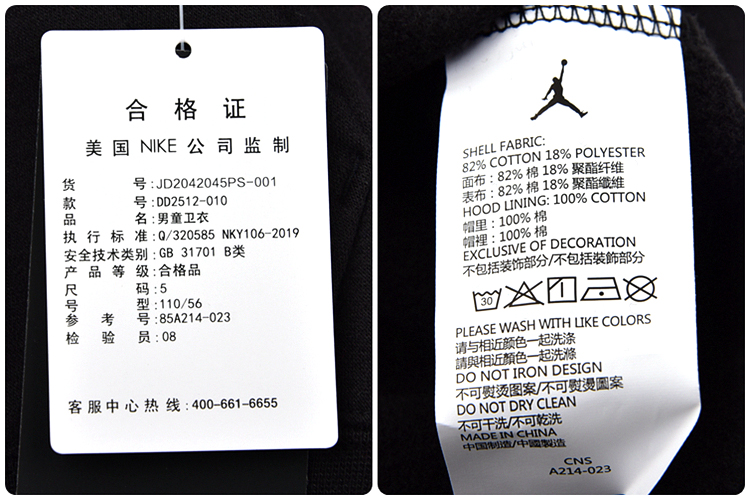 合格证
美国 NIKE 公司监制
货号:JD2042045PS-001
款号:DD2512-010
品名:男童卫衣
执行标准:Q/320585 NKY106-2019
安全技术类别:GB 31701 B类
产品等级:合格品
尺码:5
号型:110/56
参考号:85A214-023
检验员:08
客服中心热线:400-661-6655
SHELL FABRIC:
82% COTTON 18% POLYESTER
面布:82% 棉 18% 聚酯纤维
表布:82% 棉 18% 聚酯纖維
HOOD LINING: 100% COTTON
帽里:100% 棉
帽裡:100% 棉
EXCLUSIVE OF DECORATION
不包括装饰部分/不包括裝飾部分
30
PLEASE WASH WITH LIKE COLORS
请与相近颜色一起洗涤
請與相近顏色一起洗滌
DO NOT IRON DESIGN
不可熨烫图案/不可熨燙圖案
DO NOT DRY CLEAN
不可干洗/不可乾洗
MADE IN CHINA
中国制造/中國製造
CNS
A214-023